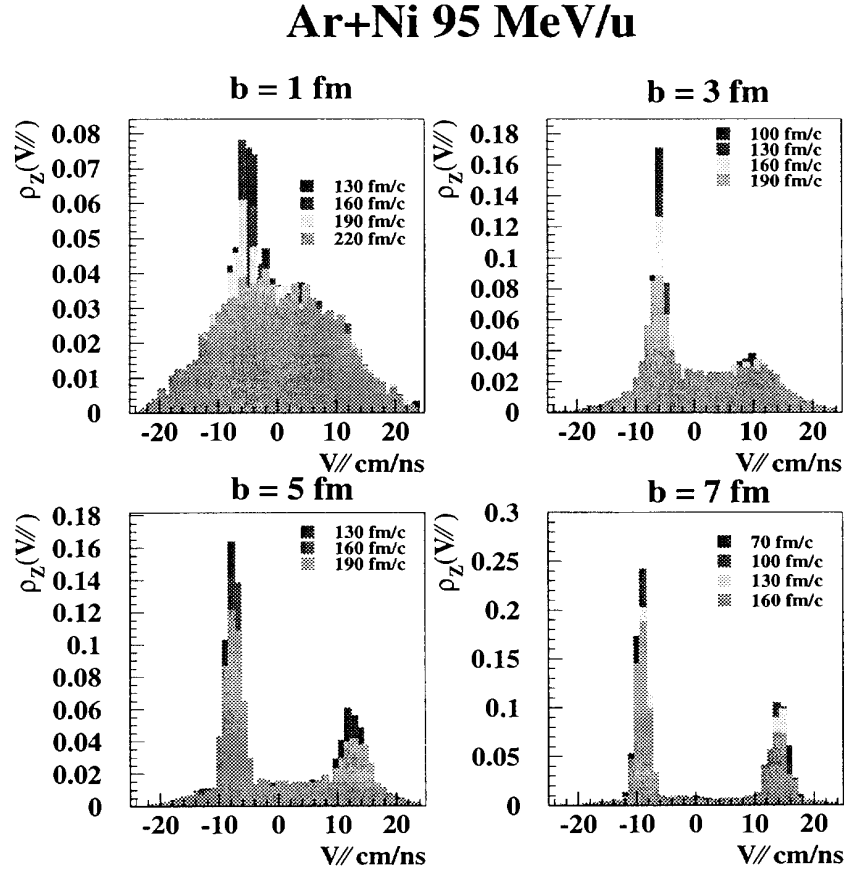 Ar+Ni 95 MeV/u
b = 1 fm
ρZ(V//)
0.08
0.07
0.06
0.05
0.04
0.03
0.02
0.01
0
130 fm/c
160 fm/c
190 fm/c
220 fm/c
-20 -10 0 10 20
V// cm/ns
b = 3 fm
ρZ(V//)
0.18
0.16
0.14
0.12
0.1
0.08
0.06
0.04
0.02
0
100 fm/c
130 fm/c
160 fm/c
190 fm/c
-20 -10 0 10 20
V// cm/ns
b = 5 fm
ρZ(V//)
0.18
0.16
0.14
0.12
0.1
0.08
0.06
0.04
0.02
0
130 fm/c
160 fm/c
190 fm/c
-20 -10 0 10 20
V// cm/ns
b = 7 fm
ρZ(V//)
0.3
0.25
0.2
0.15
0.1
0.05
0
70 fm/c
100 fm/c
130 fm/c
160 fm/c
-20 -10 0 10 20
V// cm/ns